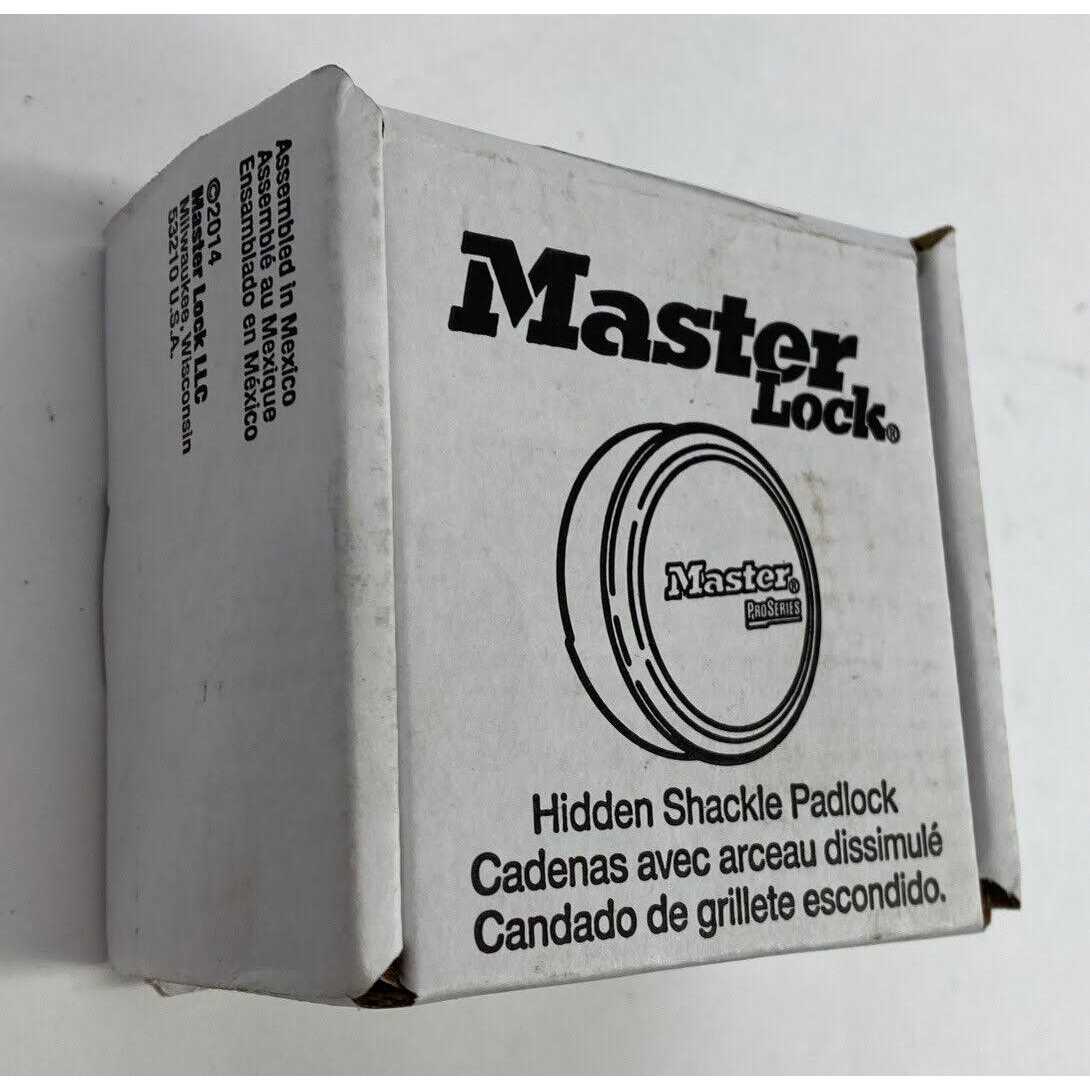 Assembled in Mexico
Assemblé au Mexique
Ensamblado en México
©2014
Master Lock LLC
Milwaukee, Wisconsin
53210 U.S.A.
Master
Lock®
Master®
PROSERIES
Hidden Shackle Padlock
Cadenas avec arceau dissimulé
Candado de grillete escondido.